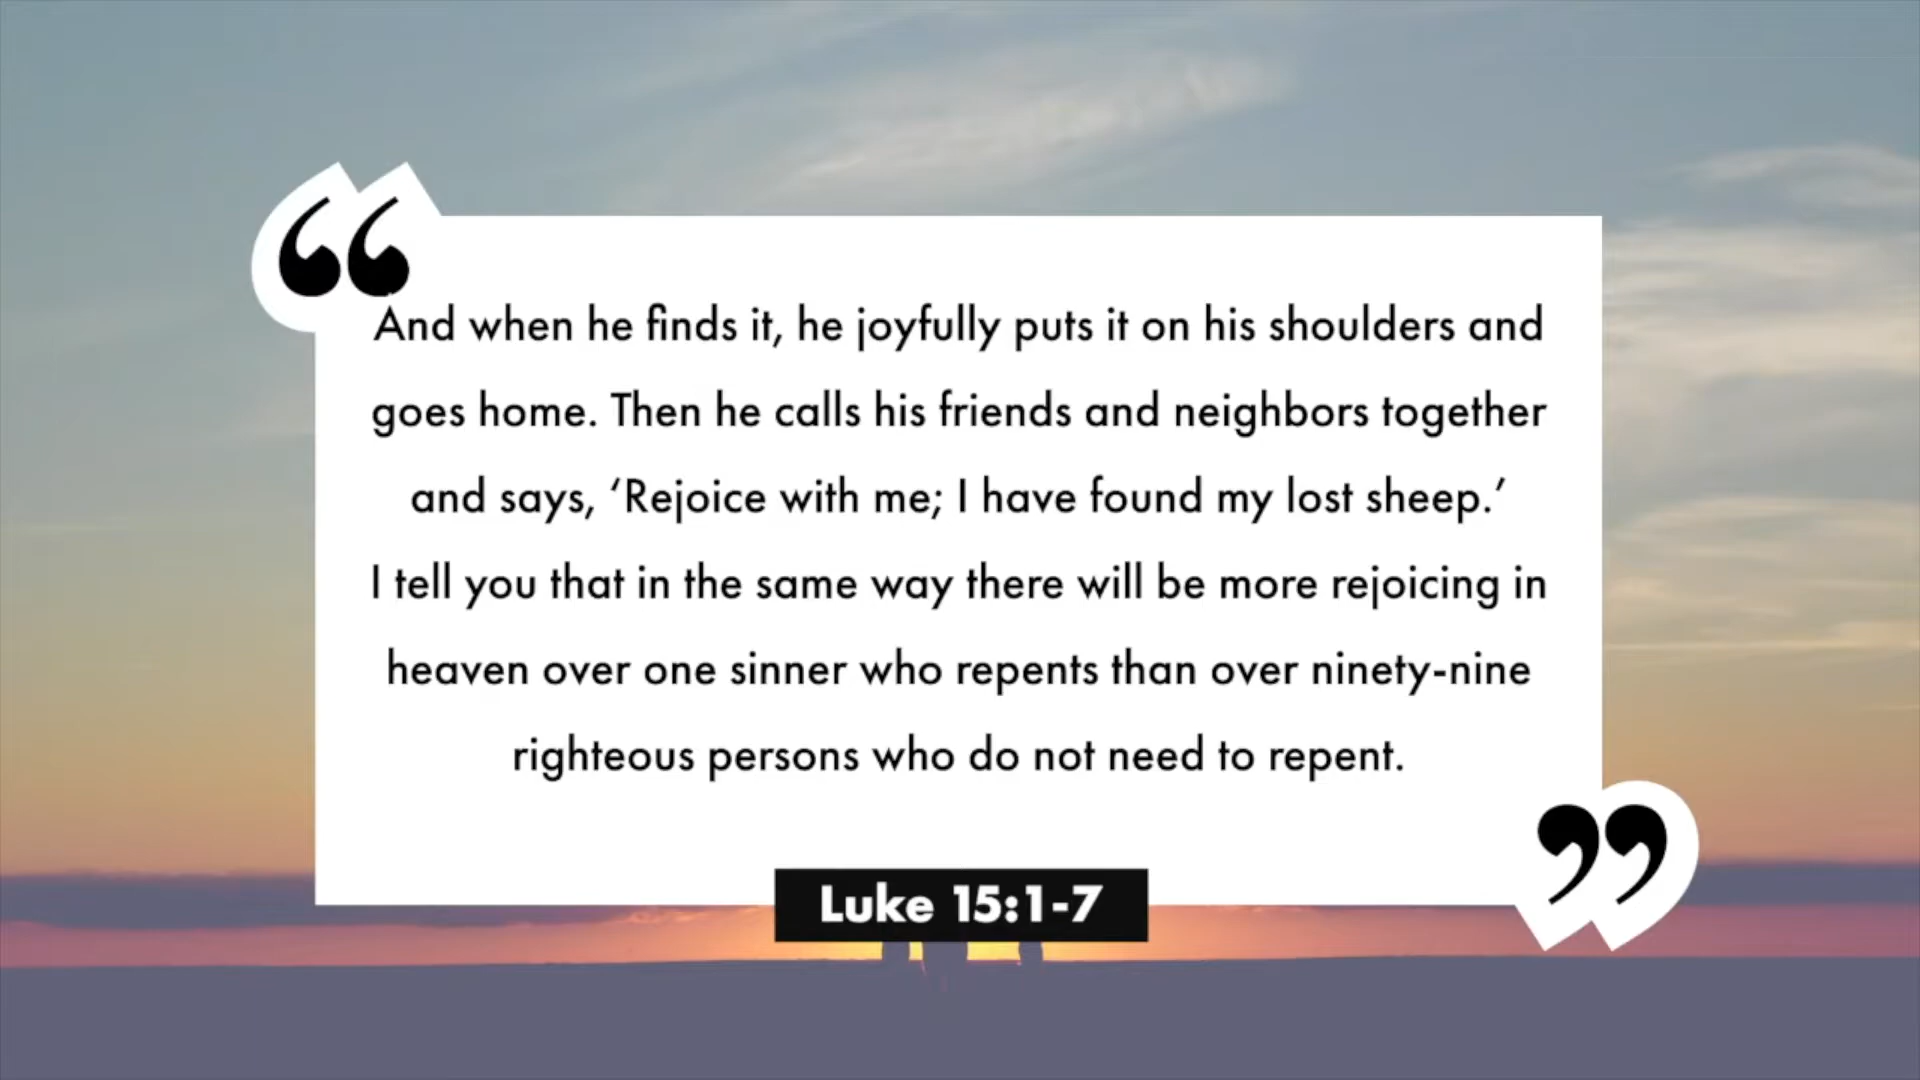 “
And when he finds it, he joyfully puts it on his shoulders and
goes home. Then he calls his friends and neighbors together
and says, ‘Rejoice with me; I have found my lost sheep.’
I tell you that in the same way there will be more rejoicing in
heaven over one sinner who repents than over ninety-nine
righteous persons who do not need to repent.
”
Luke 15:1-7